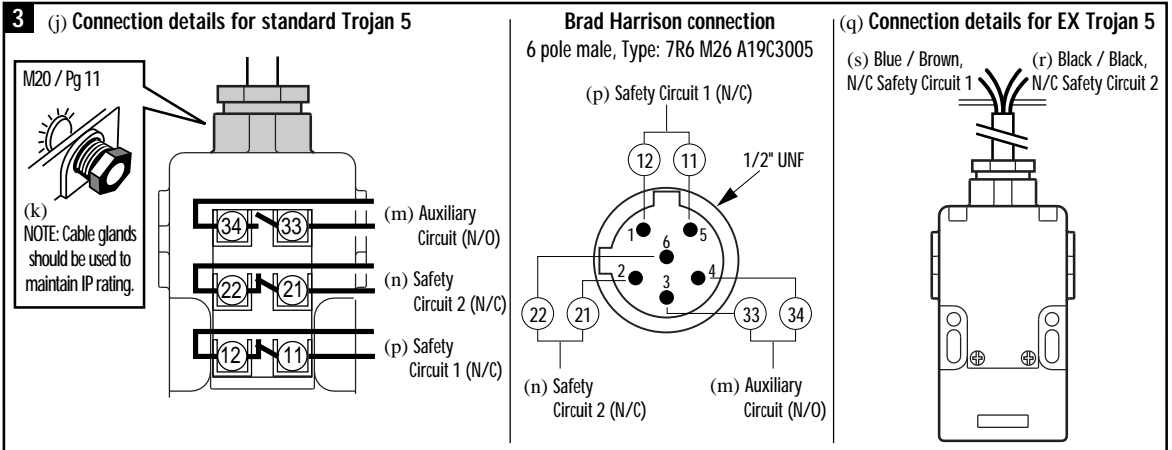 3 (j) Connection details for standard Trojan 5
M20 / Pg 11
(k)
NOTE: Cable glands
should be used to
maintain IP rating.
34 33
(m) Auxiliary
Circuit (N/O)
22 21
(n) Safety
Circuit 2 (N/C)
12 11
(p) Safety
Circuit 1 (N/C)
Brad Harrison connection
6 pole male, Type: 7R6 M26 A19C3005
(p) Safety Circuit 1 (N/C)
12 11
1/2" UNF
1 5
6
2 4
3
22 21 33 34
(n) Safety
Circuit 2 (N/C)
(m) Auxiliary
Circuit (N/O)
(q) Connection details for EX Trojan 5
(s) Blue / Brown,
N/C Safety Circuit 1
(r) Black / Black,
N/C Safety Circuit 2